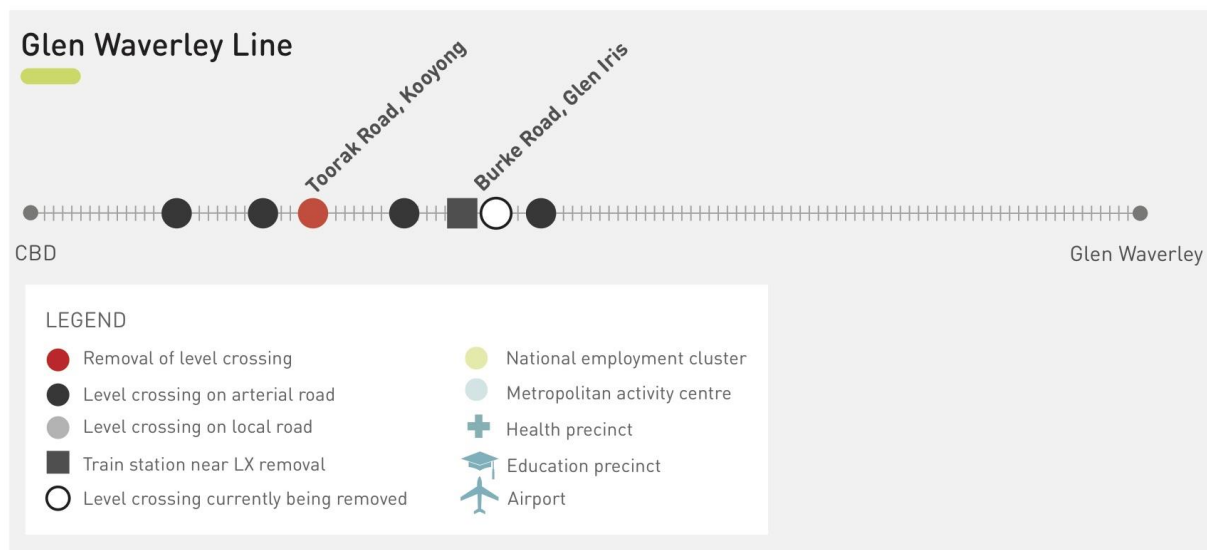 Glen Waverley Line
Toorak Road, Kooyong
Burke Road, Glen Iris
CBD
Glen Waverley
LEGEND
Removal of level crossing
Level crossing on arterial road
Level crossing on local road
Train station near LX removal
Level crossing currently being removed
National employment cluster
Metropolitan activity centre
Health precinct
Education precinct
Airport